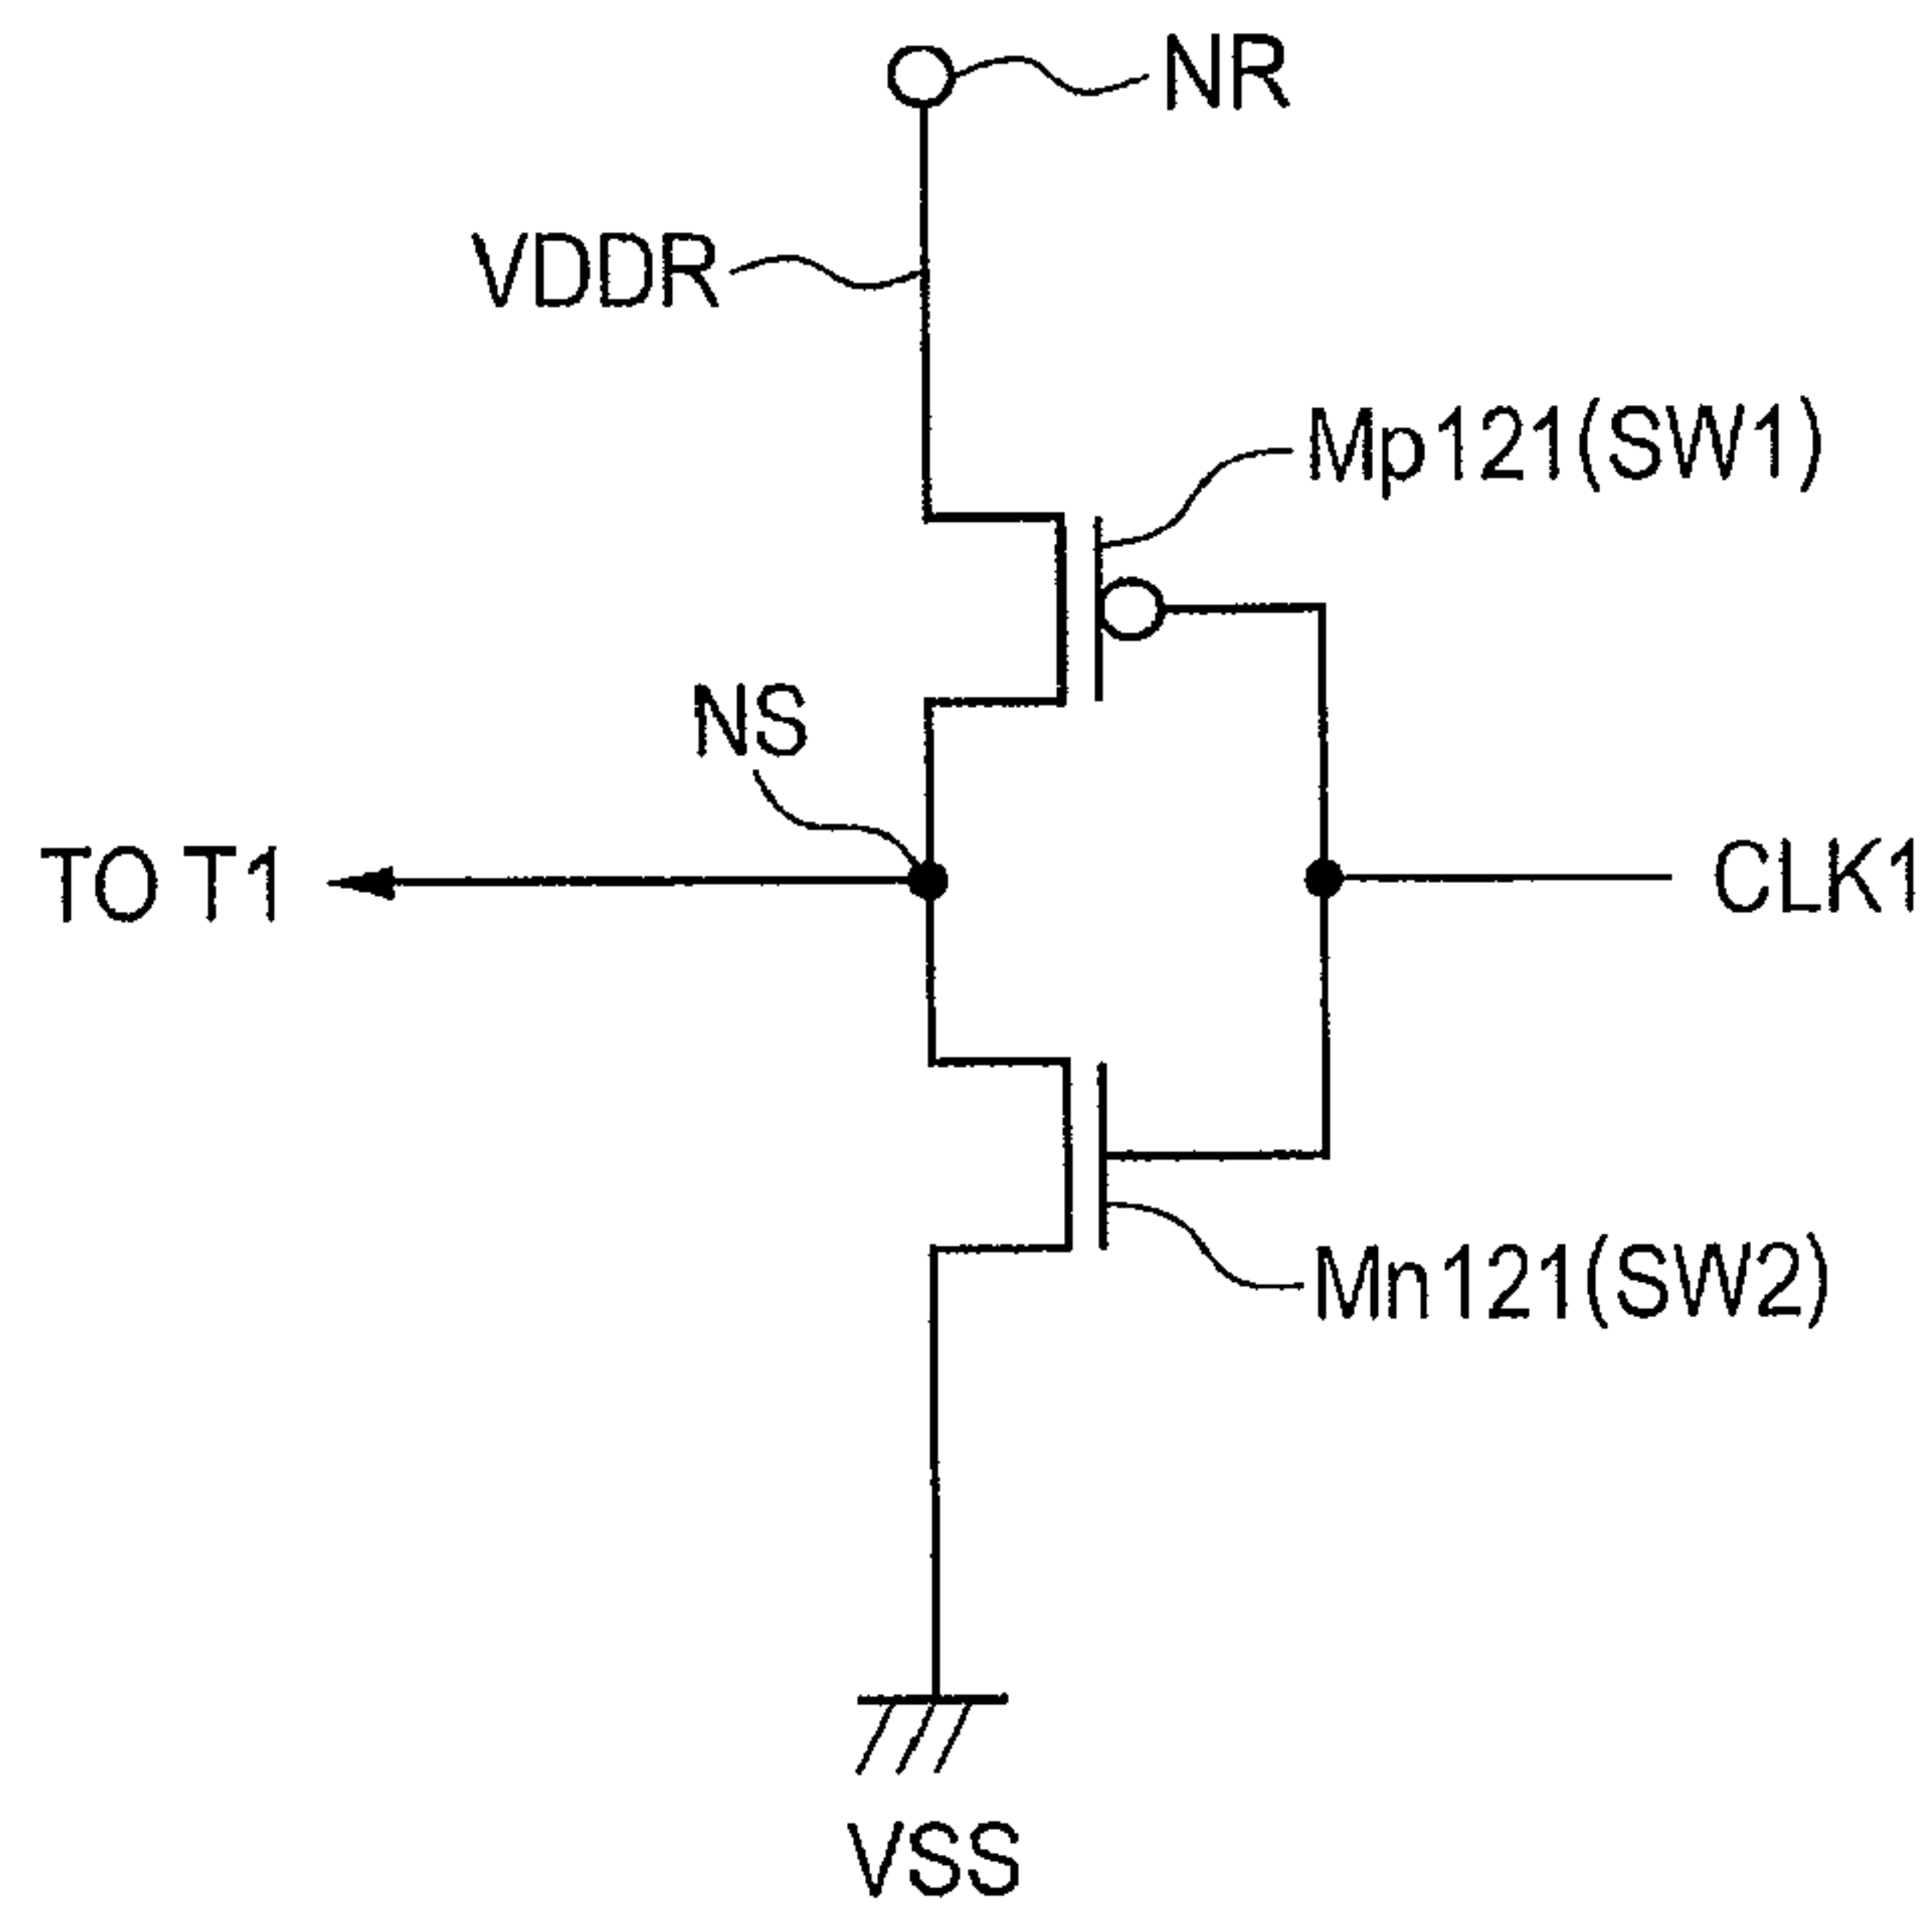 NR
VDDR
Mp121(SW1)
NS
TO T1
CLK1
Mn121(SW2)
VSS